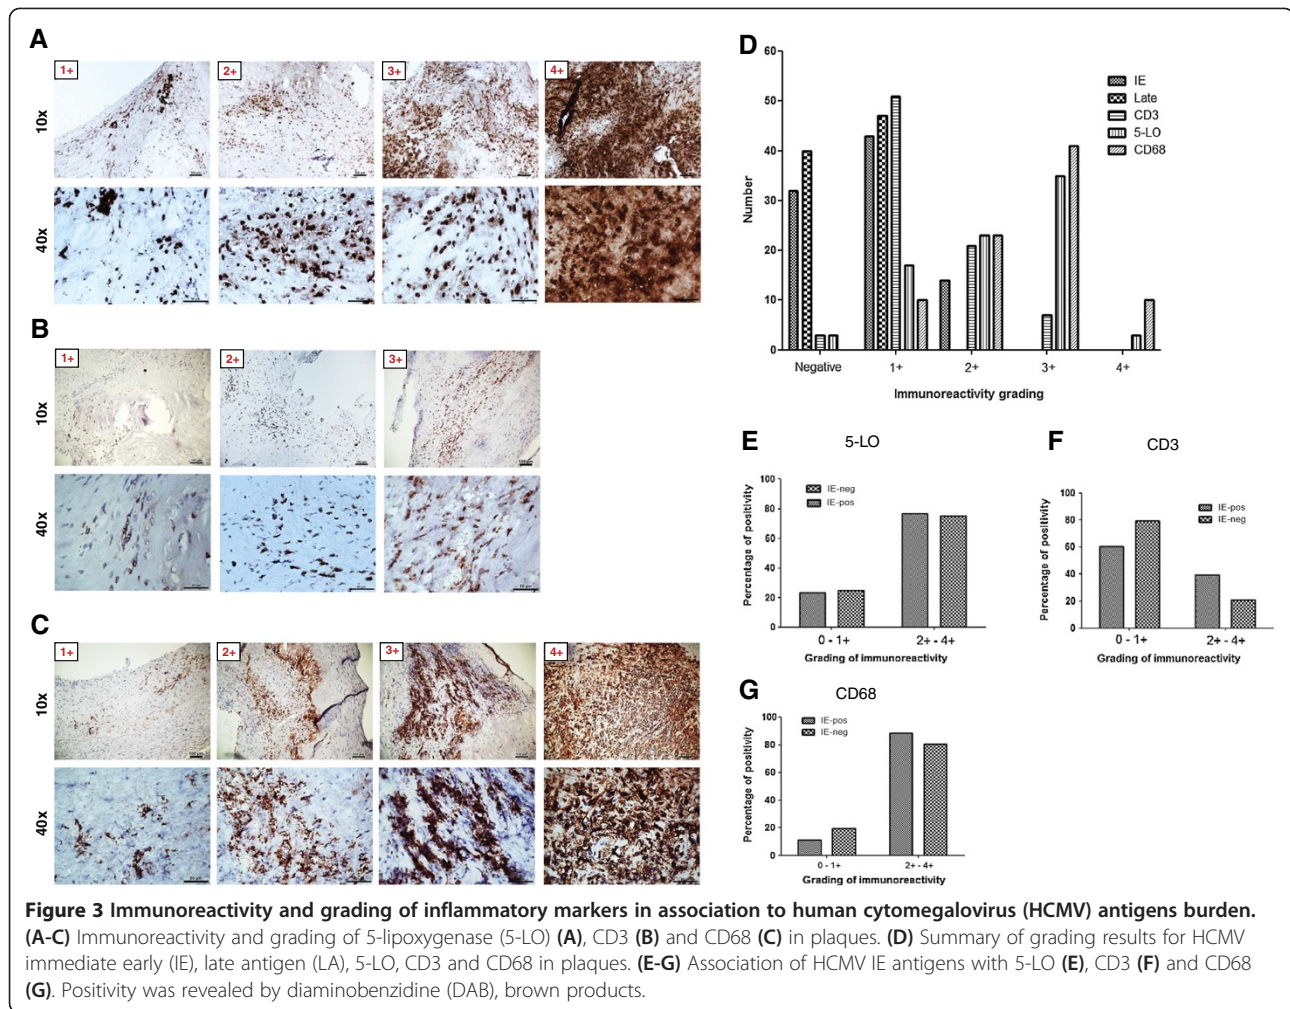 A
1+
2+
3+
4+
10x
40x
B
1+
2+
3+
10x
40x
C
1+
2+
3+
4+
10x
40x
D
60
50
40
30
20
10
0
Number
IE
Late
CD3
5-LO
CD68
Negative
1+
2+
3+
4+
Immunoreactivity grading
E
5-LO
100
80
60
40
20
0
Percentage of positivity
IE-neg
IE-pos
0 - 1+
2+ - 4+
Grading of immunoreactivity
F
CD3
100
80
60
40
20
0
Percentage of positivity
IE-pos
IE-neg
0 - 1+
2+ - 4+
Grading of immunoreactivity
G
CD68
100
80
60
40
20
0
Percentage of positivity
IE-pos
IE-neg
0 - 1+
2+ - 4+
Grading of immunoreactivity
Figure 3 Immunoreactivity and grading of inflammatory markers in association to human cytomegalovirus (HCMV) antigens burden.
(A-C) Immunoreactivity and grading of 5-lipoxygenase (5-LO) (A), CD3 (B) and CD68 (C) in plaques. (D) Summary of grading results for HCMV
immediate early (IE), late antigen (LA), 5-LO, CD3 and CD68 in plaques. (E-G) Association of HCMV IE antigens with 5-LO (E), CD3 (F) and CD68
(G). Positivity was revealed by diaminobenzidine (DAB), brown products.